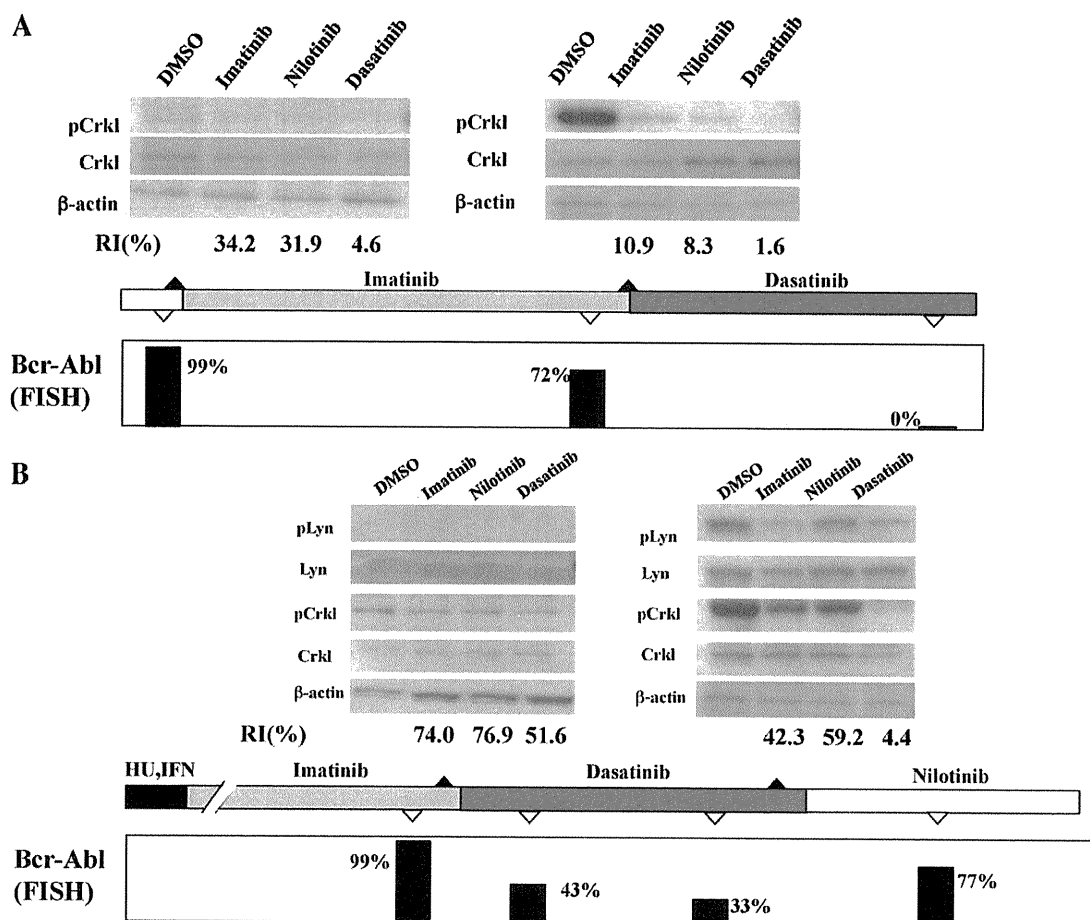 A
DMSO Imatinib Nilotinib Dasatinib
pCrkl
Crkl
β-actin
RI(%) 34.2 31.9 4.6
DMSO Imatinib Nilotinib Dasatinib
pCrkl
Crkl
β-actin
10.9 8.3 1.6
Imatinib Dasatinib
Bcr-Abl
(FISH)
99% 72% 0%
B
DMSO Imatinib Nilotinib Dasatinib
pLyn
Lyn
pCrkl
Crkl
β-actin
RI(%) 74.0 76.9 51.6
DMSO Imatinib Nilotinib Dasatinib
pLyn
Lyn
pCrkl
Crkl
β-actin
42.3 59.2 4.4
HU,IFN Imatinib Dasatinib Nilotinib
Bcr-Abl
(FISH)
99% 43% 33% 77%